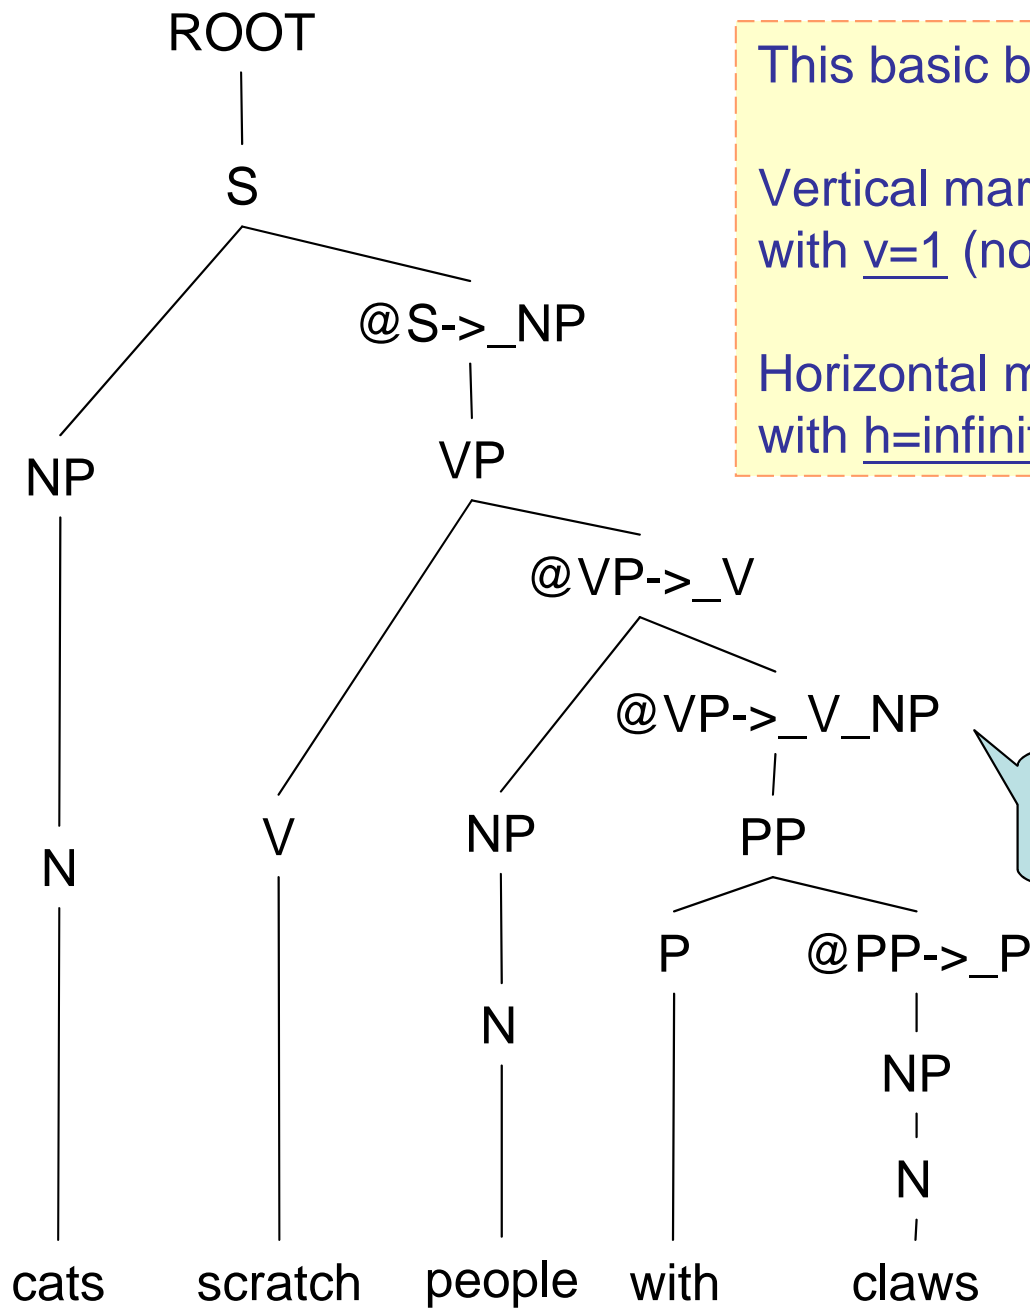 ROOT
This basic b
S
Vertical mar
with v=1 (no
@S->_NP
Horizontal m
with h=infinit
NP
VP
@VP->_V
@VP->_V_NP
N
V
NP
PP
P
@PP->_P
N
NP
N
cats scratch people with claws